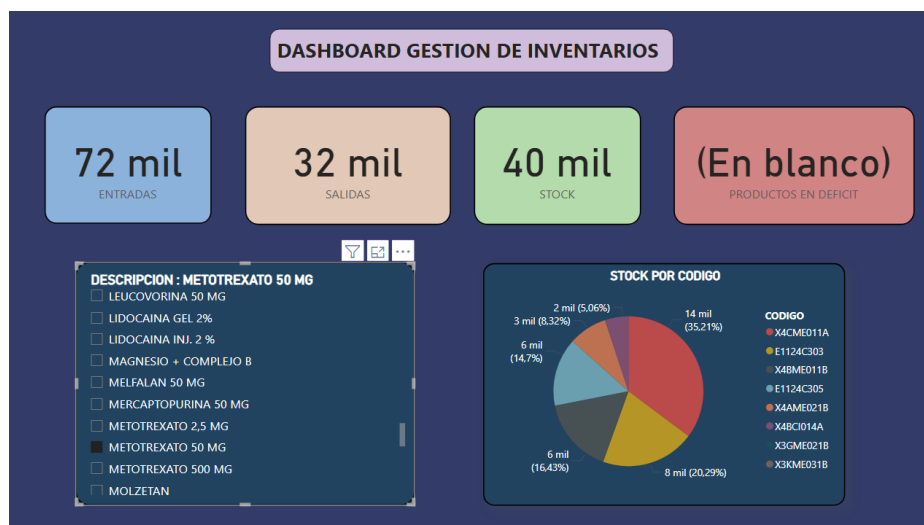 DASHBOARD GESTION DE INVENTARIOS
72 mil
ENTRADAS
32 mil
SALIDAS
40 mil
STOCK
(En blanco)
PRODUCTOS EN DEFICIT
DESCRIPCION : METOTREXATO 50 MG
LEUCOVORINA 50 MG
LIDOCAINA GEL 2%
LIDOCAINA INJ. 2 %
MAGNESIO + COMPLEJO B
MELFALAN 50 MG
MERCAPTOPURINA 50 MG
METOTREXATO 2,5 MG
METOTREXATO 50 MG
METOTREXATO 500 MG
MOLZETAN
STOCK POR CODIGO
2 mil (5,06%)
3 mil (8,32%)
6 mil
(14,7%)
6 mil
(16,43%)
8 mil (20,29%)
14 mil
(35,21%)
CODIGO
X4CME011A
E1124C303
X4BME011B
E1124C305
X4AME021B
X4BCI014A
X3GME021B
X3KME031B